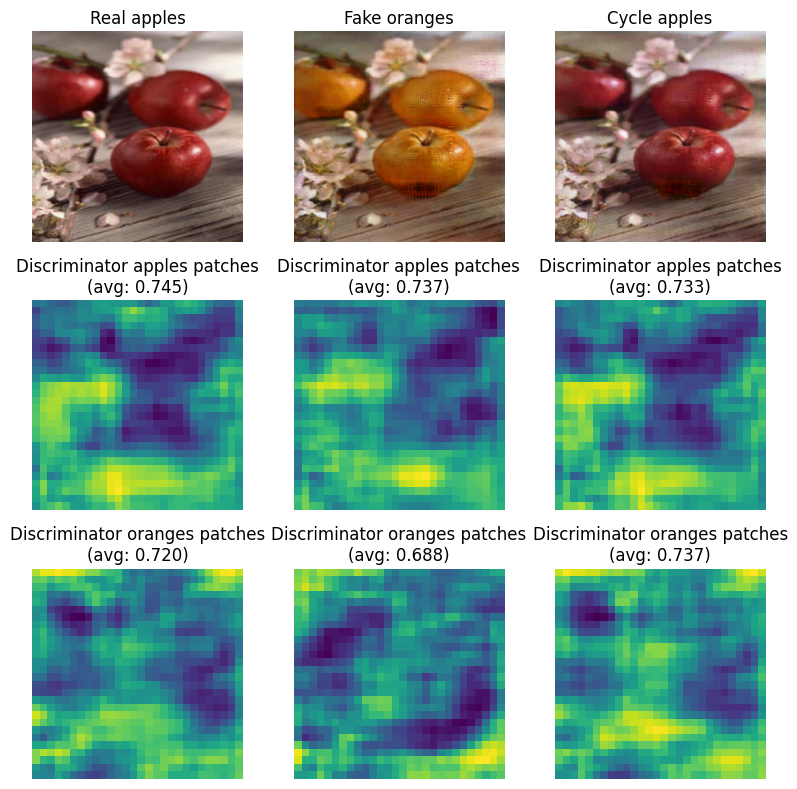 Real apples
Fake oranges
Cycle apples
Discriminator apples patches
(avg: 0.745)
Discriminator apples patches
(avg: 0.737)
Discriminator apples patches
(avg: 0.733)
Discriminator oranges patches
(avg: 0.720)
Discriminator oranges patches
(avg: 0.688)
Discriminator oranges patches
(avg: 0.737)